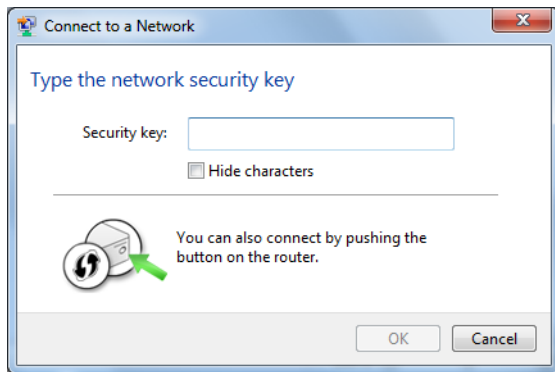 Connect to a Network
Type the network security key
Security key:
Hide characters
You can also connect by pushing the
button on the router.
OK
Cancel